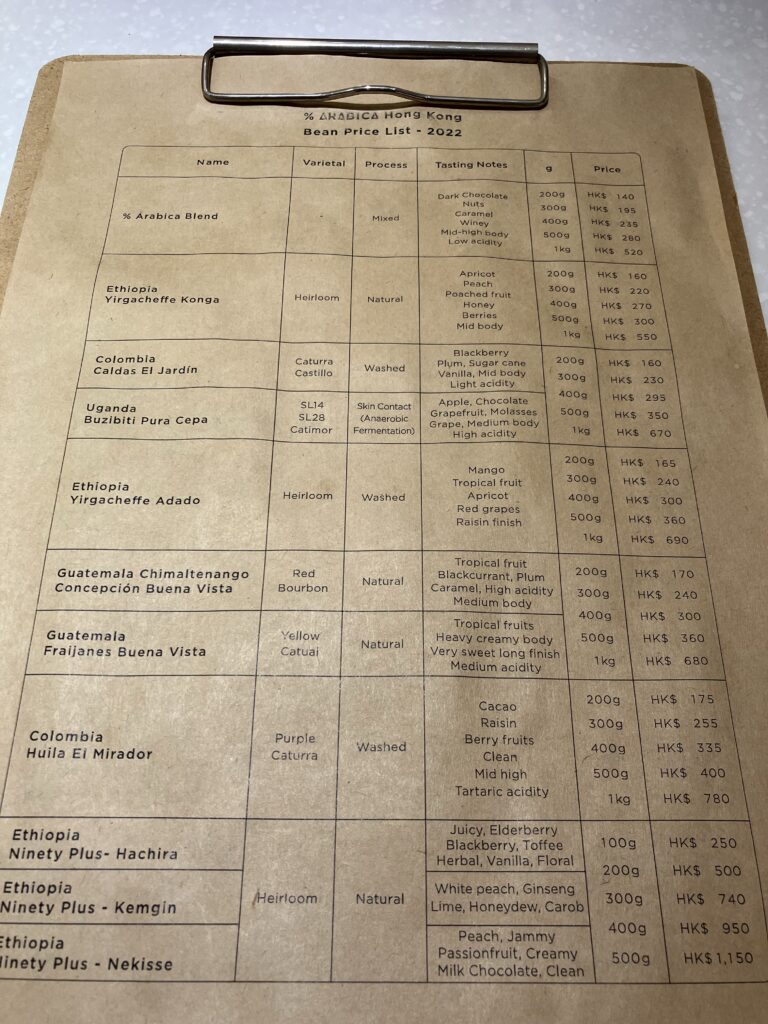 % ARABICA Hong Kong
Bean Price List - 2022
Name Varietal Process Tasting Notes g Price
% Arabica Blend
Mixed
Dark Chocolate
Nuts
Caramel
Winey
Mid-high body
Low acidity
200g HK$ 140
300g HK$ 195
400g HK$ 235
500g HK$ 280
1kg HK$ 520
Ethiopia
Yirgacheffe Konga
Heirloom
Natural
Apricot
Peach
Poached fruit
Honey
Berries
Mid body
200g HK$ 160
300g HK$ 220
400g HK$ 270
500g HK$ 300
1kg HK$ 550
Colombia
Caldas El Jardín
Caturra
Castillo
Washed
Blackberry
Plum, Sugar cane
Vanilla, Mid body
Light acidity
Uganda
Buzibiti Pura Cepa
SL14
SL28
Catimor
Skin Contact
(Anaerobic
Fermentation)
Apple, Chocolate
Grapefruit, Molasses
Grape, Medium body
High acidity
200g HK$ 160
300g HK$ 230
400g HK$ 295
500g HK$ 350
1kg HK$ 670
Ethiopia
Yirgacheffe Adado
Heirloom
Washed
Mango
Tropical fruit
Apricot
Red grapes
Raisin finish
200g HK$ 165
300g HK$ 240
400g HK$ 300
500g HK$ 360
1kg HK$ 690
Guatemala Chimaltenango
Concepción Buena Vista
Red
Bourbon
Natural
Tropical fruit
Blackcurrant, Plum
Caramel, High acidity
Medium body
Guatemala
Fraijanes Buena Vista
Yellow
Catuai
Natural
Tropical fruits
Heavy creamy body
Very sweet long finish
Medium acidity
200g HK$ 170
300g HK$ 240
400g HK$ 300
500g HK$ 360
1kg HK$ 680
Colombia
Huila El Mirador
Purple
Caturra
Washed
Cacao
Raisin
Berry fruits
Clean
Mid high
Tartaric acidity
200g HK$ 175
300g HK$ 255
400g HK$ 335
500g HK$ 400
1kg HK$ 780
Ethiopia
Ninety Plus- Hachira
Juicy, Elderberry
Blackberry, Toffee
Herbal, Vanilla, Floral
Ethiopia
Ninety Plus - Kemgin
Heirloom
Natural
White peach, Ginseng
Lime, Honeydew, Carob
Ethiopia
Ninety Plus - Nekisse
Peach, Jammy
Passionfruit, Creamy
Milk Chocolate, Clean
100g HK$ 250
200g HK$ 500
300g HK$ 740
400g HK$ 950
500g HK$ 1,150